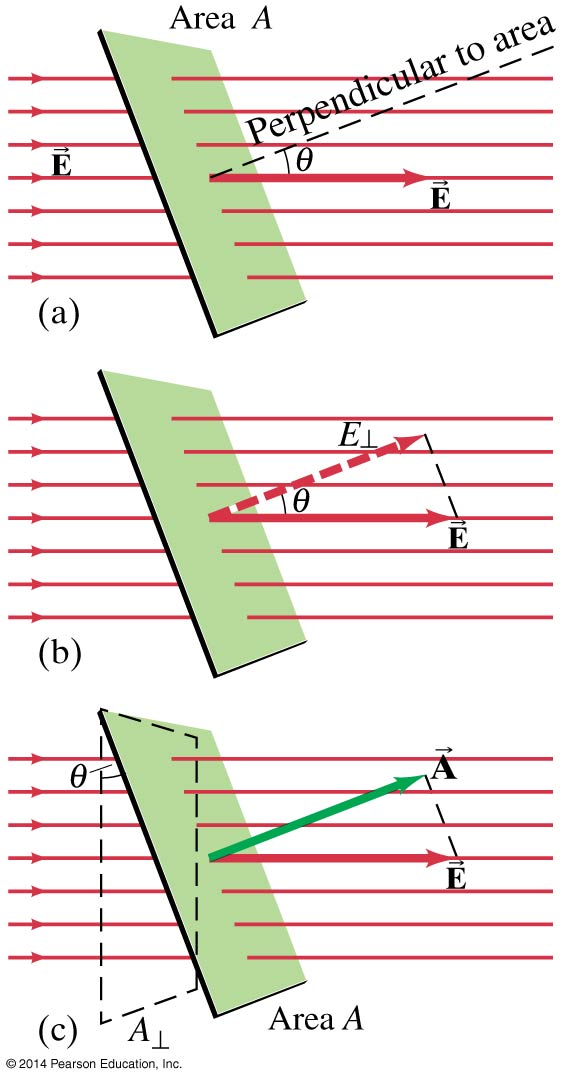 Area A
Perpendicular to area
θ
E⃗
E⃗
(a)
E⊥
θ
E⃗
(b)
A⃗
θ
E⃗
(c)
A⊥
Area A
© 2014 Pearson Education, Inc.